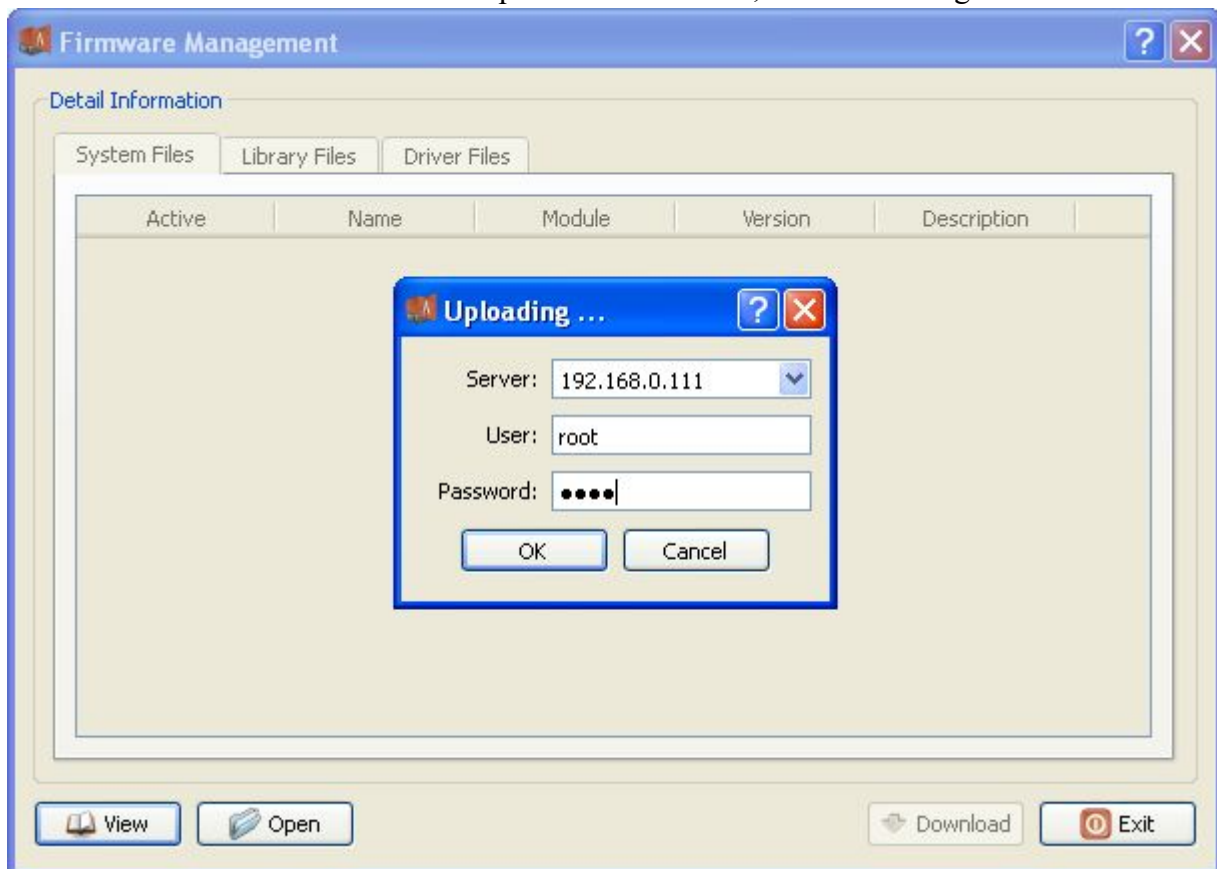 Firmware Management
Detail Information
System Files Library Files Driver Files
Active Name Module Version Description
Uploading ...
Server: 192.168.0.111
User: root
Password: ●●●●
OK Cancel
View Open Download Exit